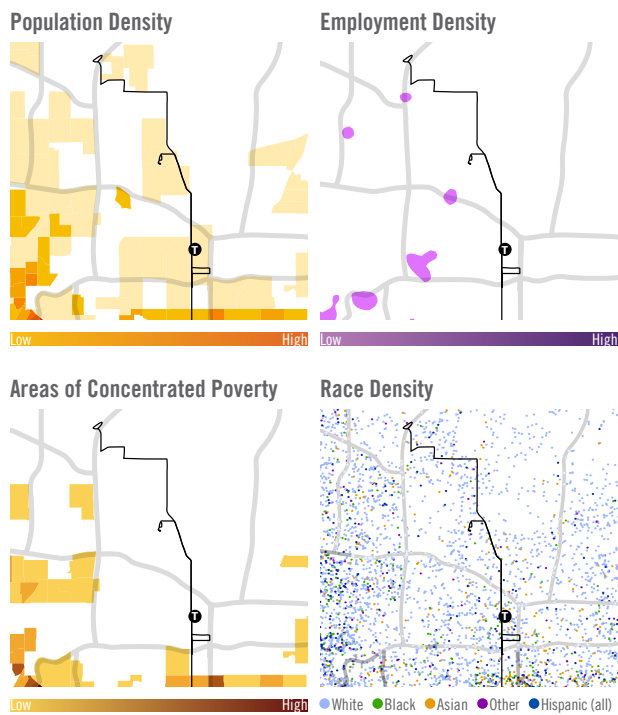 Population Density
Employment Density
T
T
Low High
Low High
Areas of Concentrated Poverty
Race Density
T
T
Low High
White Black Asian Other Hispanic (all)